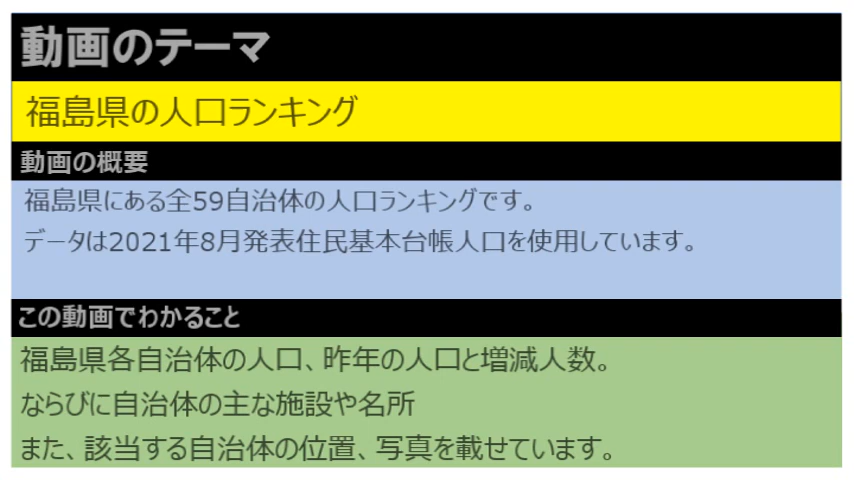 動画のテーマ
福島県の人口ランキング
動画の概要
福島県にある全59自治体の人口ランキングです。
データは2021年8月発表住民基本台帳人口を使用しています。
この動画でわかること
福島県各自治体の人口、昨年の人口と増減人数。
ならびに自治体の主な施設や名所
また、該当する自治体の位置、写真を載せています。